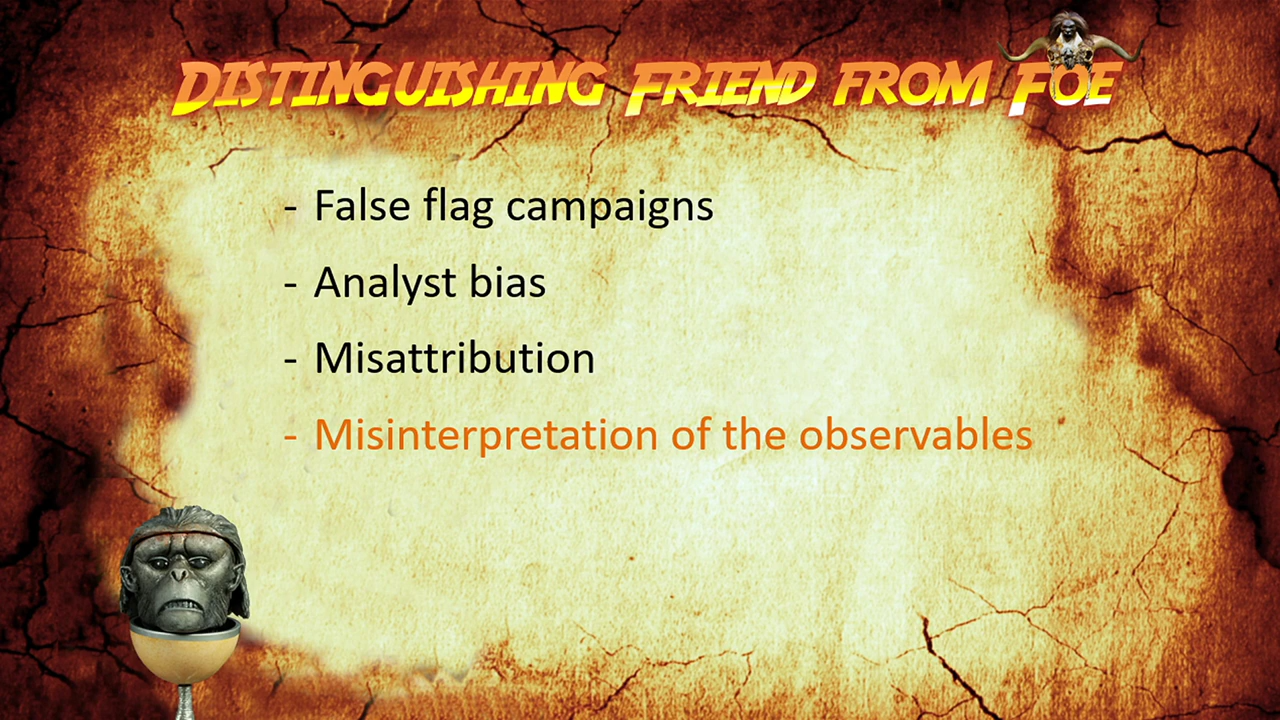 Distinguishing Friend from Foe
- False flag campaigns
- Analyst bias
- Misattribution
- Misinterpretation of the observables